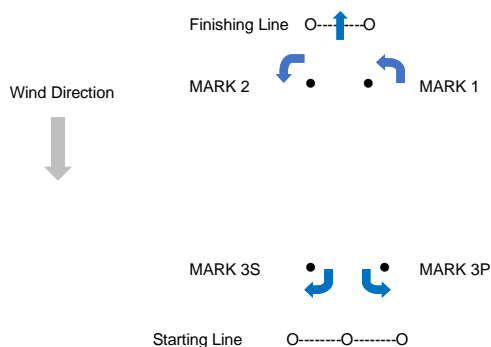 Finishing Line O--------O
MARK 2 MARK 1
Wind Direction
MARK 3S MARK 3P
Starting Line O--------O--------O